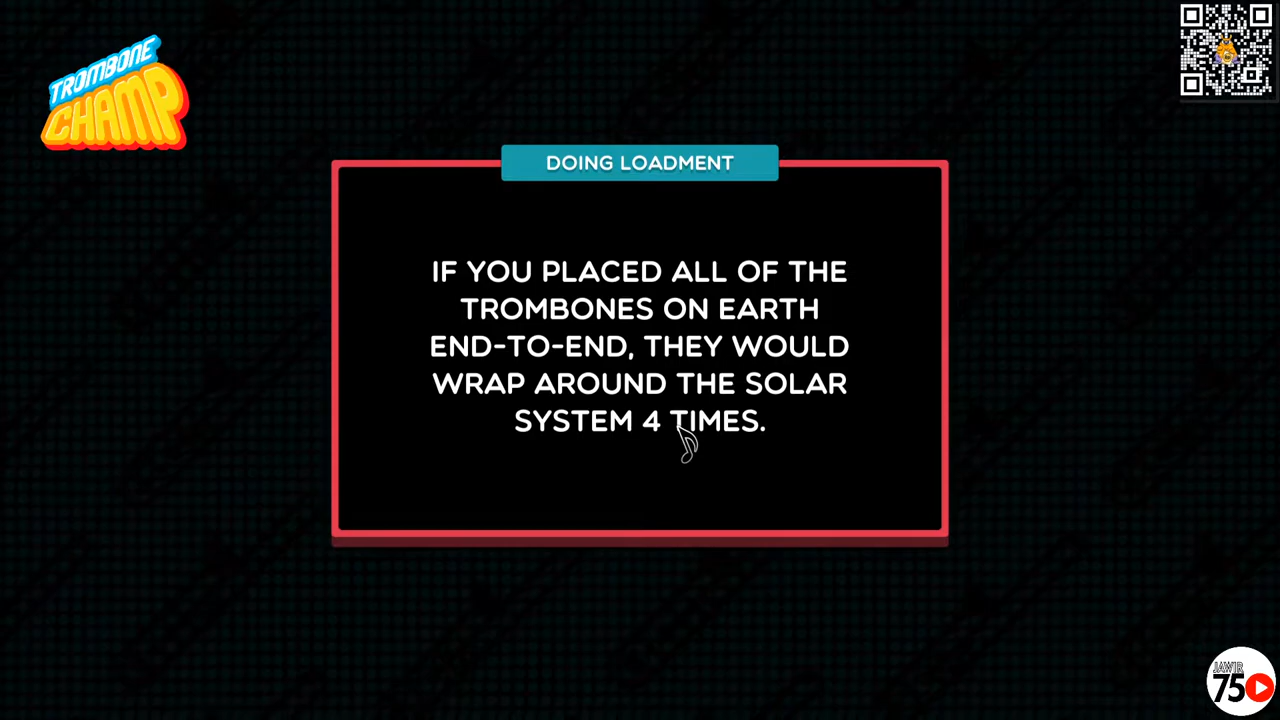 TROMBONE
CHAMP
DOING LOADMENT
IF YOU PLACED ALL OF THE
TROMBONES ON EARTH
END-TO-END, THEY WOULD
WRAP AROUND THE SOLAR
SYSTEM 4 TIMES.
JAWIR
75